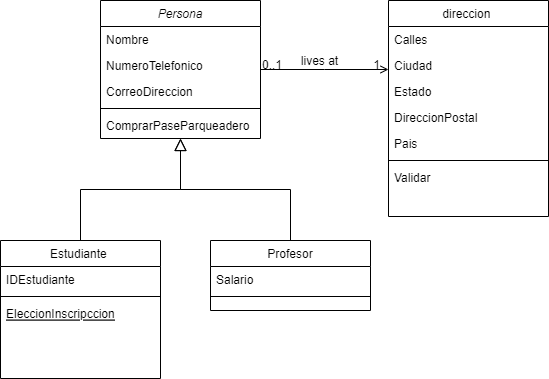 Persona
Nombre
NumeroTelefonico
CorreoDireccion
ComprarPaseParqueadero
0..1
lives at
1
direccion
Calles
Ciudad
Estado
DireccionPostal
Pais
Validar
Estudiante
IDEstudiante
EleccionInscripccion
Profesor
Salario